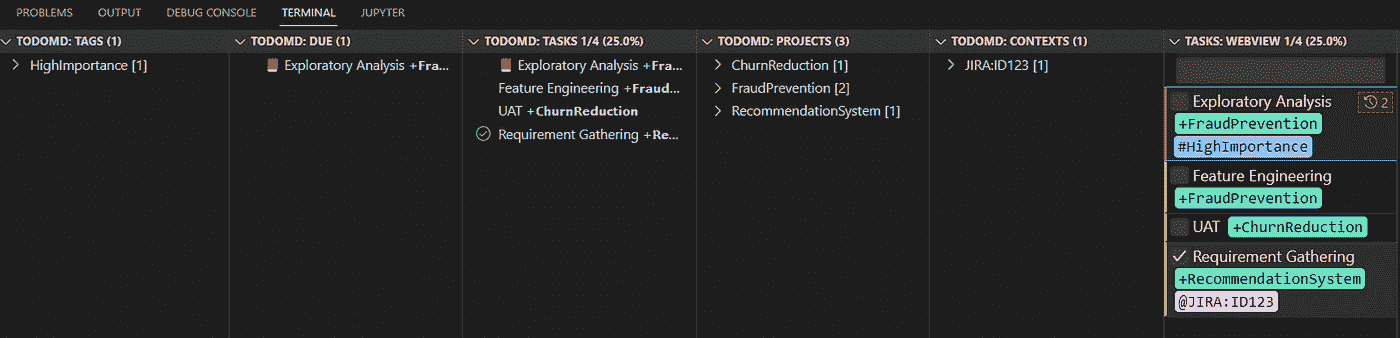 PROBLEMS OUTPUT DEBUG CONSOLE TERMINAL JUPYTER
TODOMD: TAGS (1)
HighImportance [1]
TODOMD: DUE (1)
Exploratory Analysis +Fra...
TODOMD: TASKS 1/4 (25.0%)
Exploratory Analysis +Fra...
Feature Engineering +Fraud...
UAT +ChurnReduction
Requirement Gathering +Re...
TODOMD: PROJECTS (3)
ChurnReduction [1]
FraudPrevention [2]
RecommendationSystem [1]
TODOMD: CONTEXTS (1)
JIRA:ID123 [1]
TASKS: WEBVIEW 1/4 (25.0%)
Exploratory Analysis 2
+FraudPrevention
#HighImportance
Feature Engineering
+FraudPrevention
UAT +ChurnReduction
Requirement Gathering
+RecommendationSystem
@JIRA:ID123